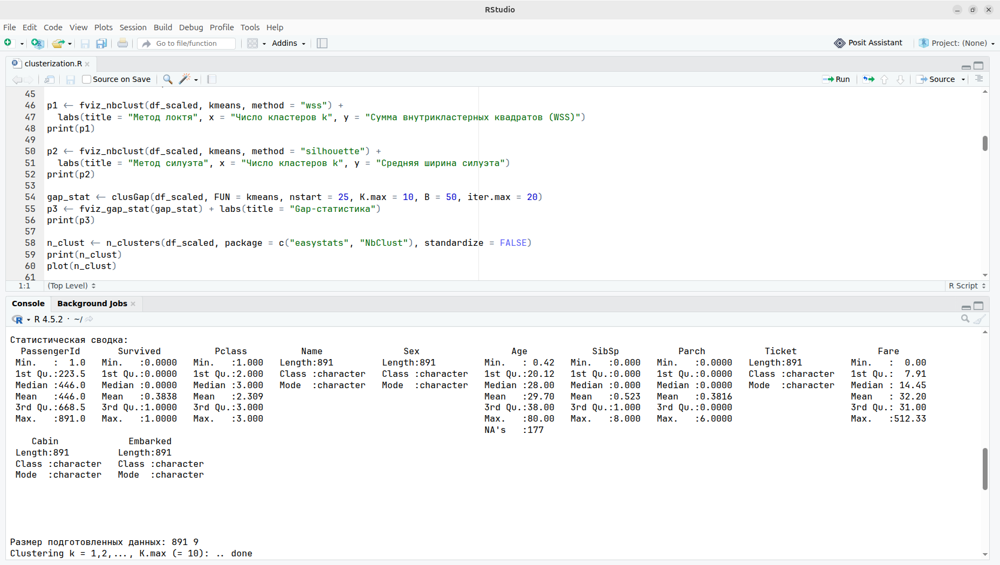 RStudio
File Edit Code View Plots Session Build Debug Profile Tools Help
Go to file/function Addins Posit Assistant Project: (None)
clusterization.R
Source on Save Run Source
45
46 p1 <- fviz_nbclust(df_scaled, kmeans, method = "wss") +
47 labs(title = "Метод локтя", x = "Число кластеров k", y = "Сумма внутрикластерных квадратов (WSS)")
48 print(p1)
49
50 p2 <- fviz_nbclust(df_scaled, kmeans, method = "silhouette") +
51 labs(title = "Метод силуэта", x = "Число кластеров k", y = "Средняя ширина силуэта")
52 print(p2)
53
54 gap_stat <- clusGap(df_scaled, FUN = kmeans, nstart = 25, K.max = 10, B = 50, iter.max = 20)
55 p3 <- fviz_gap_stat(gap_stat) + labs(title = "Gap-статистика")
56 print(p3)
57
58 n_clust <- n_clusters(df_scaled, package = c("easystats", "NbClust"), standardize = FALSE)
59 print(n_clust)
60 plot(n_clust)
61
1:1 (Top Level) R Script
Console Background Jobs
R 4.5.2 · ~/
Статистическая сводка:
PassengerId Survived Pclass Name Sex Age SibSp Parch Ticket Fare
Min. : 1.0 Min. :0.0000 Min. :1.000 Length:891 Length:891 Min. : 0.42 Min. :0.000 Min. :0.0000 Length:891 Min. : 0.00
1st Qu.:223.5 1st Qu.:0.0000 1st Qu.:2.000 Class :character Class :character 1st Qu.:20.12 1st Qu.:0.000 1st Qu.:0.0000 Class :character 1st Qu.: 7.91
Median :446.0 Median :0.0000 Median :3.000 Mode :character Mode :character Median :28.00 Median :0.000 Median :0.0000 Mode :character Median : 14.45
Mean :446.0 Mean :0.3838 Mean :2.309 Mean :29.70 Mean :0.523 Mean :0.3816 Mean : 32.20
3rd Qu.:668.5 3rd Qu.:1.0000 3rd Qu.:3.000 3rd Qu.:38.00 3rd Qu.:1.000 3rd Qu.:0.0000 3rd Qu.: 31.00
Max. :891.0 Max. :1.0000 Max. :3.000 Max. :80.00 Max. :8.000 Max. :6.0000 Max. :512.33
NA's :177
Cabin Embarked
Length:891 Length:891
Class :character Class :character
Mode :character Mode :character
Размер подготовленных данных: 891 9
Clustering k = 1,2,..., K.max (= 10): .. done